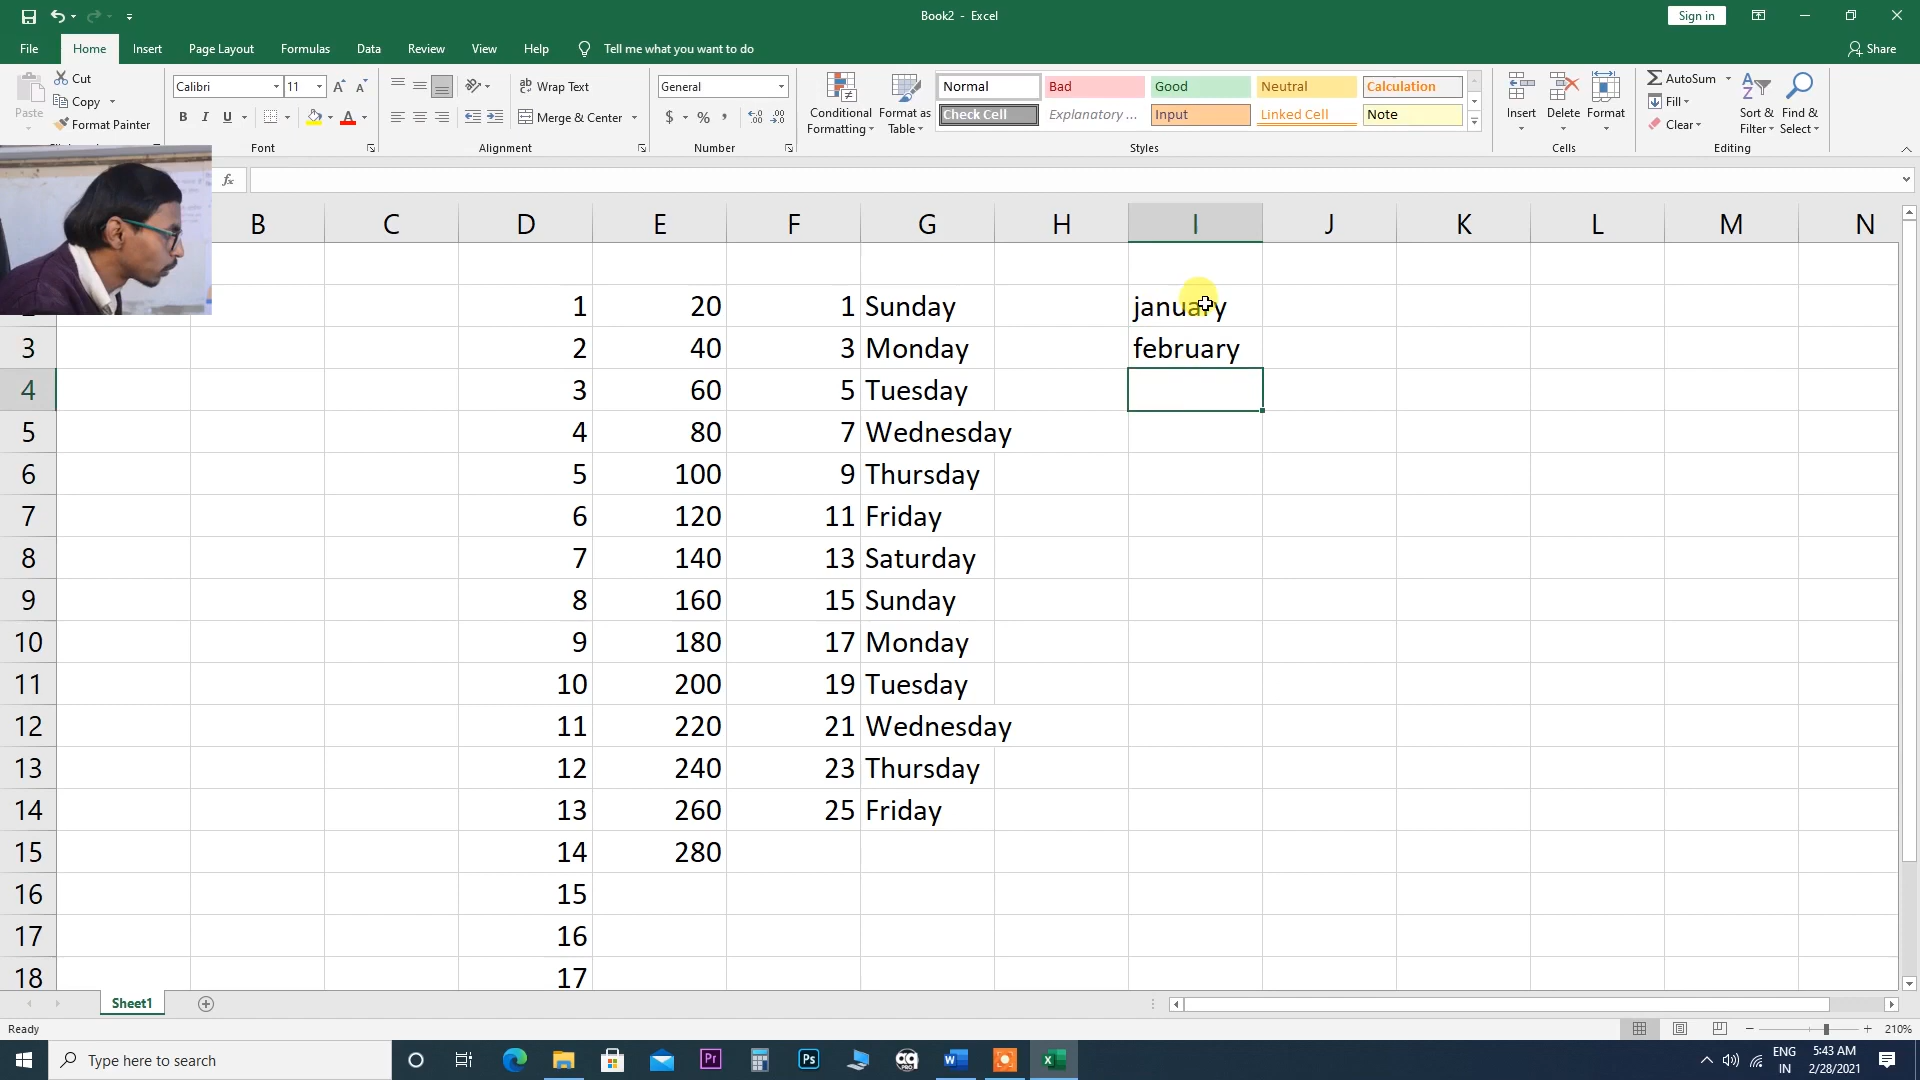 Book2 - Excel
Sign in
File Home Insert Page Layout Formulas Data Review View Help Tell me what you want to do Share
Paste
Cut
Copy
Format Painter
Calibri 11
B I U
Font
Wrap Text
Merge & Center
Alignment
General
$ %
Number
Conditional Formatting
Format as Table
Normal Bad Good Neutral Calculation
Check Cell Explanatory ... Input Linked Cell Note
Styles
Insert Delete Format
Cells
AutoSum
Fill
Clear
Sort & Filter
Find & Select
Editing
fx
B C D E F G H I J K L M N
1 20 1 Sunday january
3 2 40 3 Monday february
4 3 60 5 Tuesday
5 4 80 7 Wednesday
6 5 100 9 Thursday
7 6 120 11 Friday
8 7 140 13 Saturday
9 8 160 15 Sunday
10 9 180 17 Monday
11 10 200 19 Tuesday
12 11 220 21 Wednesday
13 12 240 23 Thursday
14 13 260 25 Friday
15 14 280
16 15
17 16
18 17
Sheet1
Ready
210%
Type here to search
ENG
IN
5:43 AM
2/28/2021